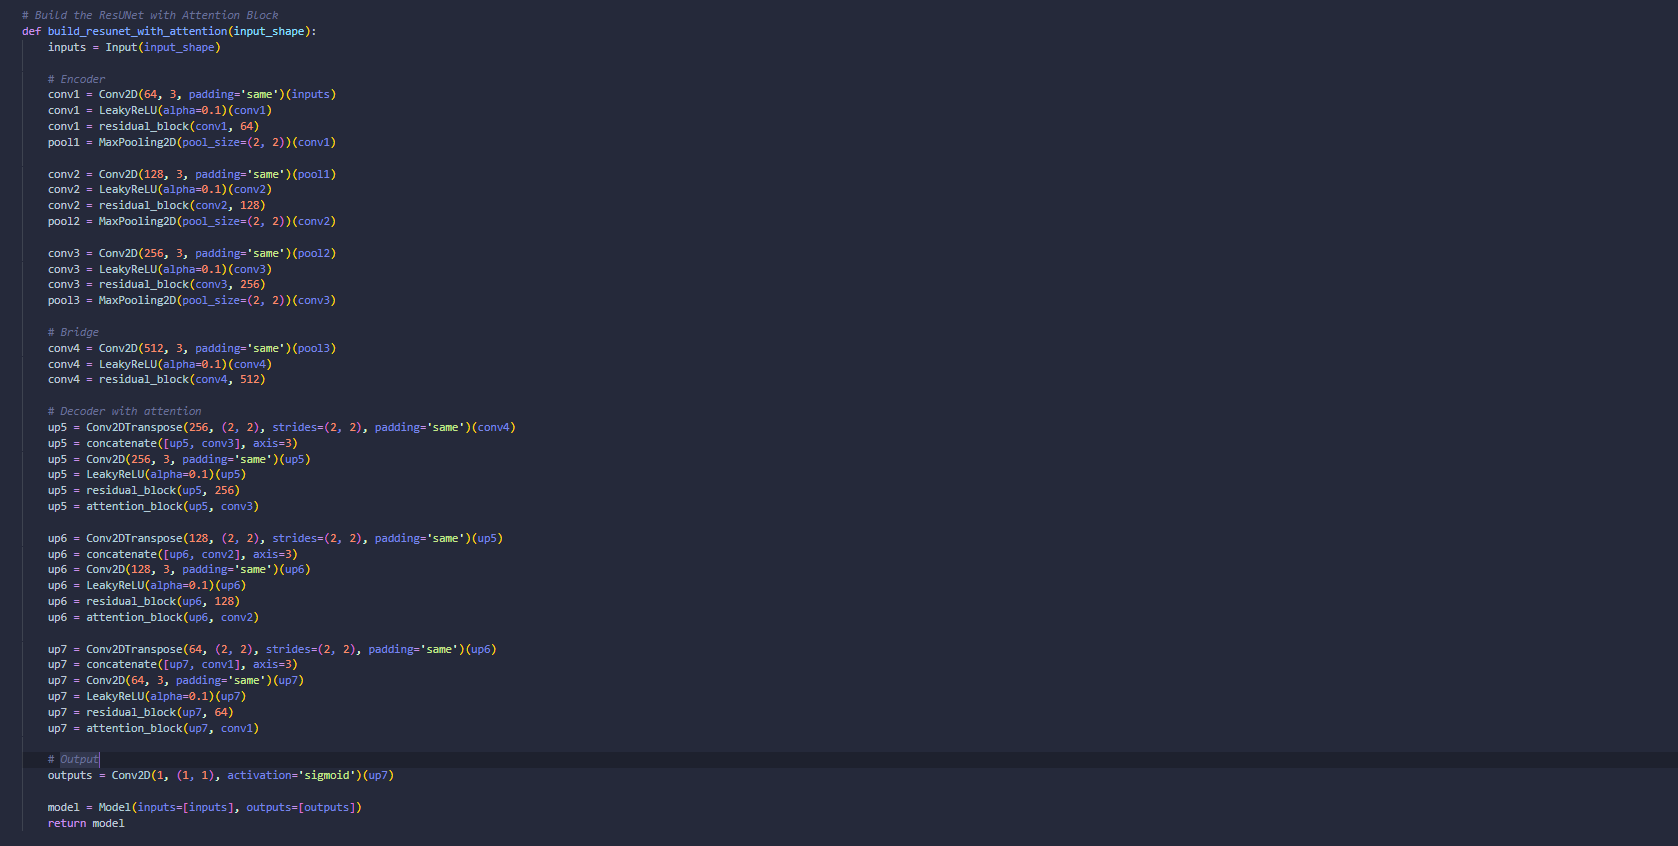 # Build the ResUNet with Attention Block
def build_resunet_with_attention(input_shape):
    inputs = Input(input_shape)

    # Encoder
    conv1 = Conv2D(64, 3, padding='same')(inputs)
    conv1 = LeakyReLU(alpha=0.1)(conv1)
    conv1 = residual_block(conv1, 64)
    pool1 = MaxPooling2D(pool_size=(2, 2))(conv1)

    conv2 = Conv2D(128, 3, padding='same')(pool1)
    conv2 = LeakyReLU(alpha=0.1)(conv2)
    conv2 = residual_block(conv2, 128)
    pool2 = MaxPooling2D(pool_size=(2, 2))(conv2)

    conv3 = Conv2D(256, 3, padding='same')(pool2)
    conv3 = LeakyReLU(alpha=0.1)(conv3)
    conv3 = residual_block(conv3, 256)
    pool3 = MaxPooling2D(pool_size=(2, 2))(conv3)

    # Bridge
    conv4 = Conv2D(512, 3, padding='same')(pool3)
    conv4 = LeakyReLU(alpha=0.1)(conv4)
    conv4 = residual_block(conv4, 512)

    # Decoder with attention
    up5 = Conv2DTranspose(256, (2, 2), strides=(2, 2), padding='same')(conv4)
    up5 = concatenate([up5, conv3], axis=3)
    up5 = Conv2D(256, 3, padding='same')(up5)
    up5 = LeakyReLU(alpha=0.1)(up5)
    up5 = residual_block(up5, 256)
    up5 = attention_block(up5, conv3)

    up6 = Conv2DTranspose(128, (2, 2), strides=(2, 2), padding='same')(up5)
    up6 = concatenate([up6, conv2], axis=3)
    up6 = Conv2D(128, 3, padding='same')(up6)
    up6 = LeakyReLU(alpha=0.1)(up6)
    up6 = residual_block(up6, 128)
    up6 = attention_block(up6, conv2)

    up7 = Conv2DTranspose(64, (2, 2), strides=(2, 2), padding='same')(up6)
    up7 = concatenate([up7, conv1], axis=3)
    up7 = Conv2D(64, 3, padding='same')(up7)
    up7 = LeakyReLU(alpha=0.1)(up7)
    up7 = residual_block(up7, 64)
    up7 = attention_block(up7, conv1)

    # Output
    outputs = Conv2D(1, (1, 1), activation='sigmoid')(up7)

    model = Model(inputs=[inputs], outputs=[outputs])
    return model